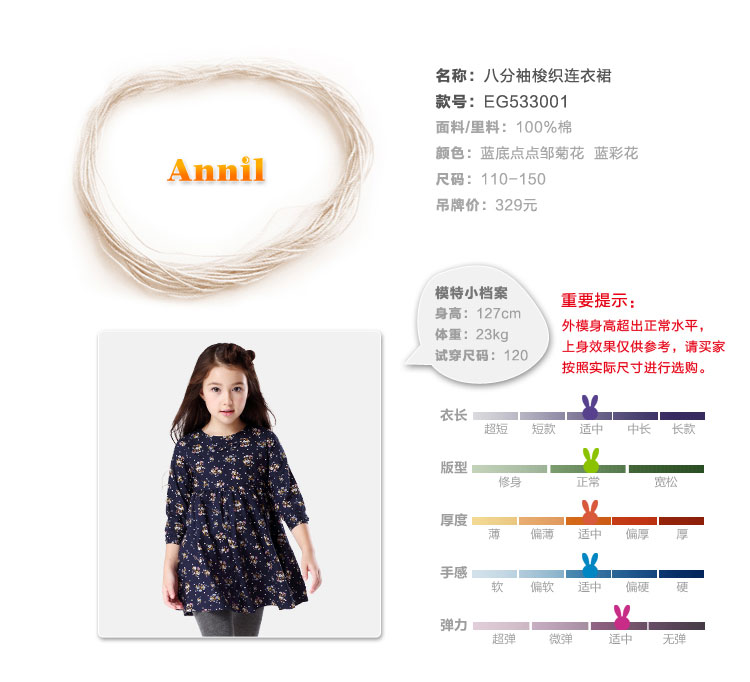 Annil
名称：八分袖梭织连衣裙
款号：EG533001
面料/里料：100%棉
颜色：蓝底点点邹菊花 蓝彩花
尺码：110-150
吊牌价：329元
模特小档案
身高：127cm
体重：23kg
试穿尺码：120
重要提示：
外模身高超出正常水平，
上身效果仅供参考，请买家
按照实际尺寸进行选购。
衣长
超短 短款 适中 中长 长款
版型
修身 正常 宽松
厚度
薄 偏薄 适中 偏厚 厚
手感
软 偏软 适中 偏硬 硬
弹力
超弹 微弹 适中 无弹